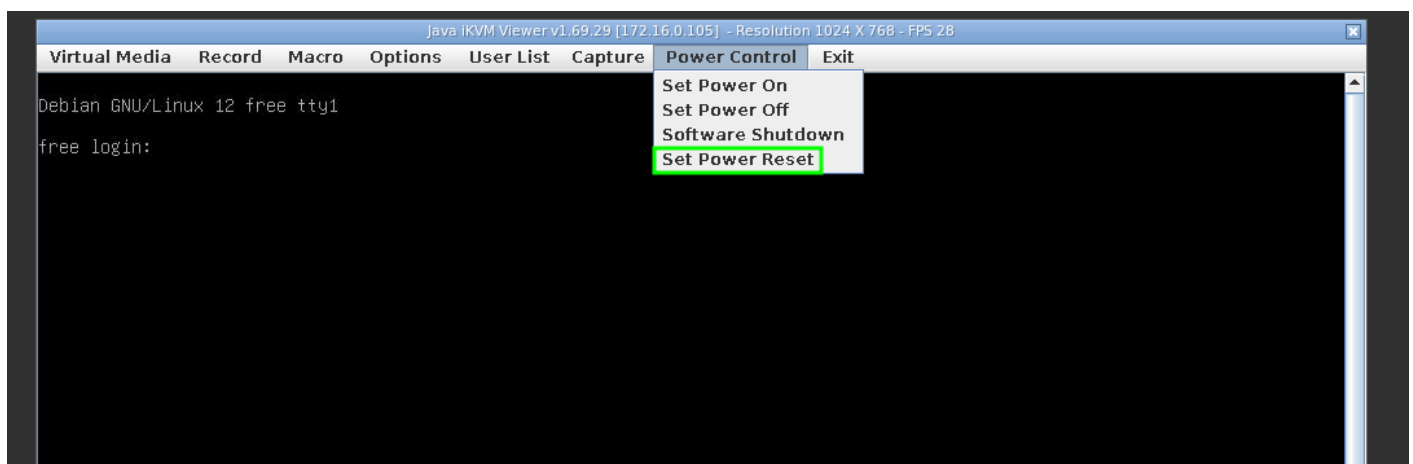 Java iKVM Viewer v1.69.29 [172.16.0.105] - Resolution 1024 X 768 - FPS 28
Virtual Media Record Macro Options User List Capture Power Control Exit
Set Power On
Set Power Off
Software Shutdown
Set Power Reset
Debian GNU/Linux 12 free tty1
free login: